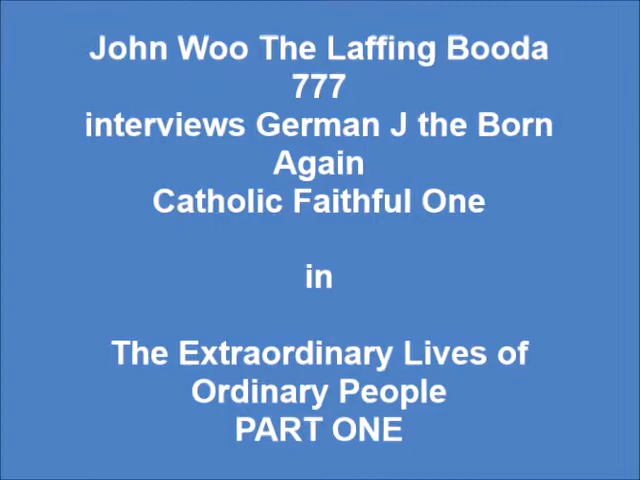 John Woo The Laffing Booda
777
interviews German J the Born
Again
Catholic Faithful One
in
The Extraordinary Lives of
Ordinary People
PART ONE